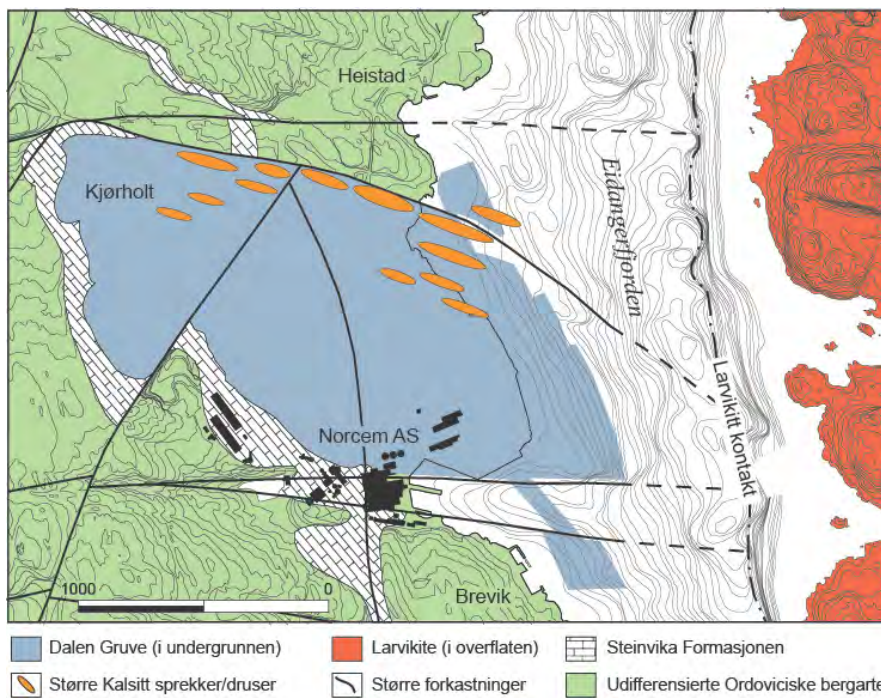 Heistad
Kjørholt
Eidangerfjorden
Larvikitt kontakt
Norcem AS
1000 0
Brevik
Dalen Gruve (i undergrunnen)
Larvikite (i overflaten)
Steinvika Formasjonen
Større Kalsitt sprekker/druser
Større forkastninger
Udifferensierte Ordoviciske bergarte